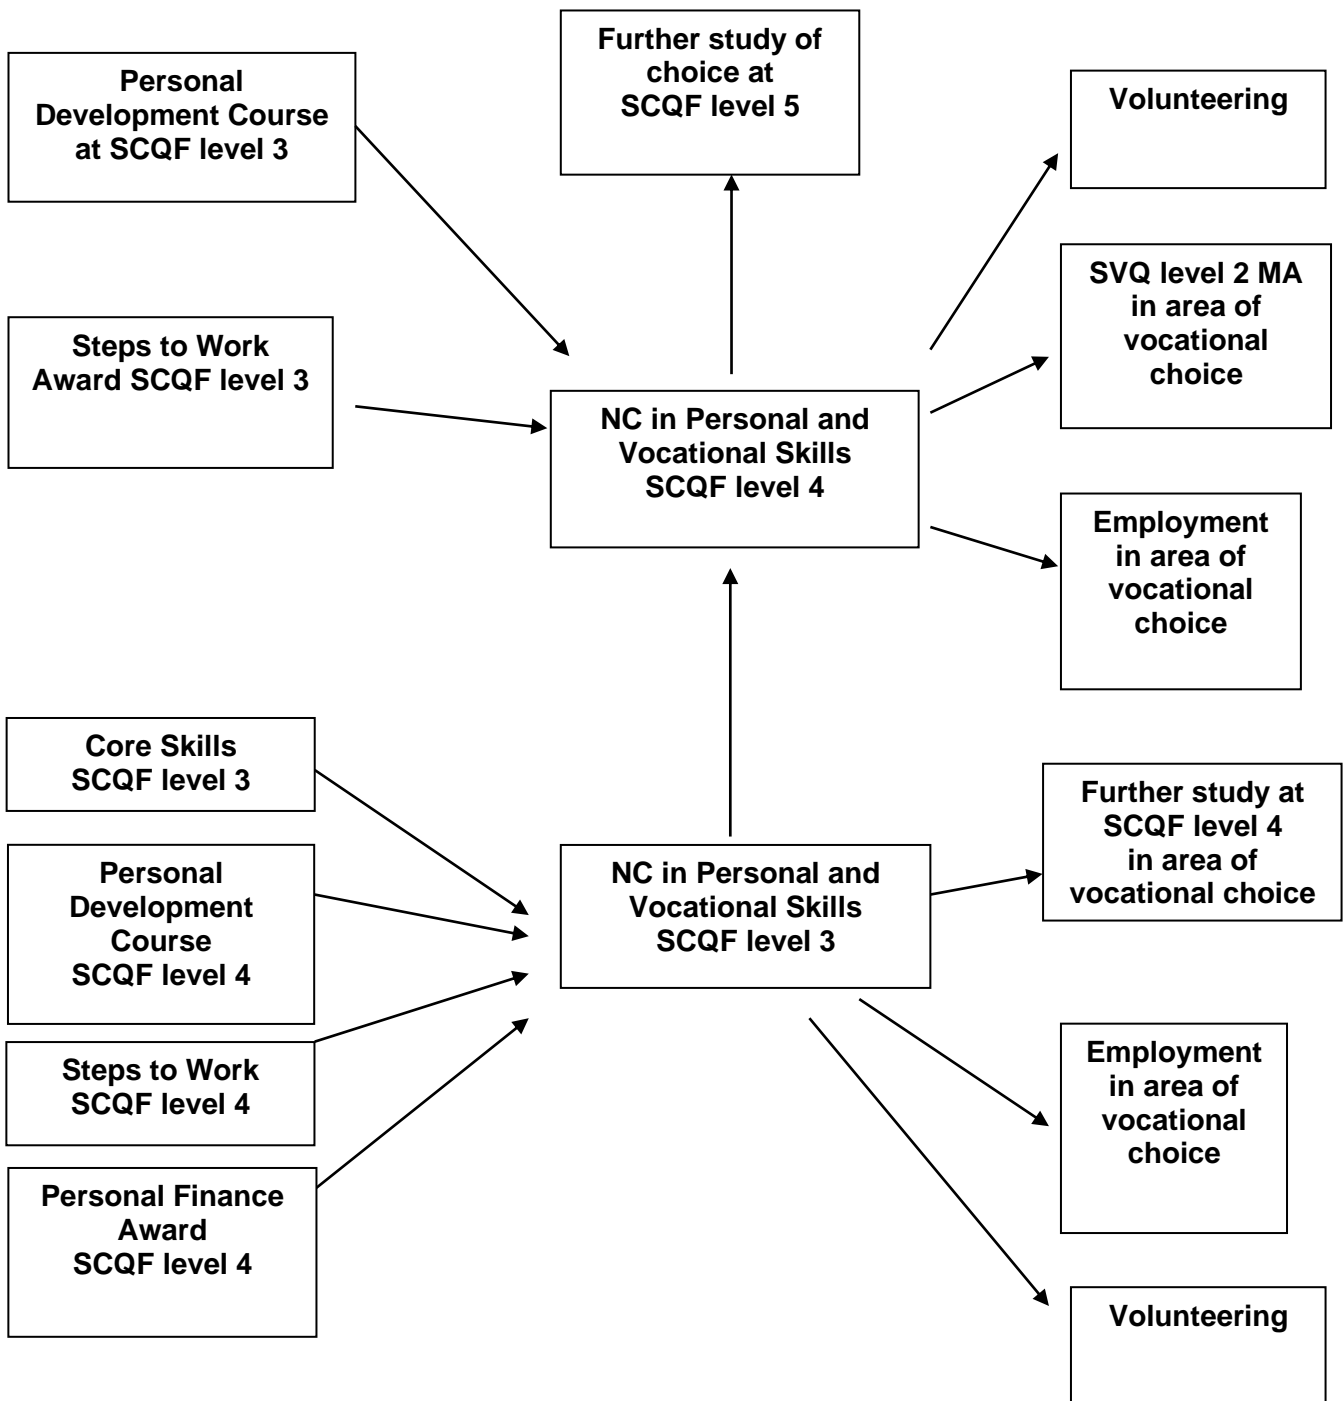 Personal
Development Course
at SCQF level 3
Further study of
choice at
SCQF level 5
Volunteering
SVQ level 2 MA
in area of
vocational
choice
Steps to Work
Award SCQF level 3
NC in Personal and
Vocational Skills
SCQF level 4
Employment
in area of
vocational
choice
Core Skills
SCQF level 3
Personal
Development
Course
SCQF level 4
Steps to Work
SCQF level 4
Personal Finance
Award
SCQF level 4
NC in Personal and
Vocational Skills
SCQF level 3
Further study at
SCQF level 4
in area of
vocational choice
Employment
in area of
vocational
choice
Volunteering